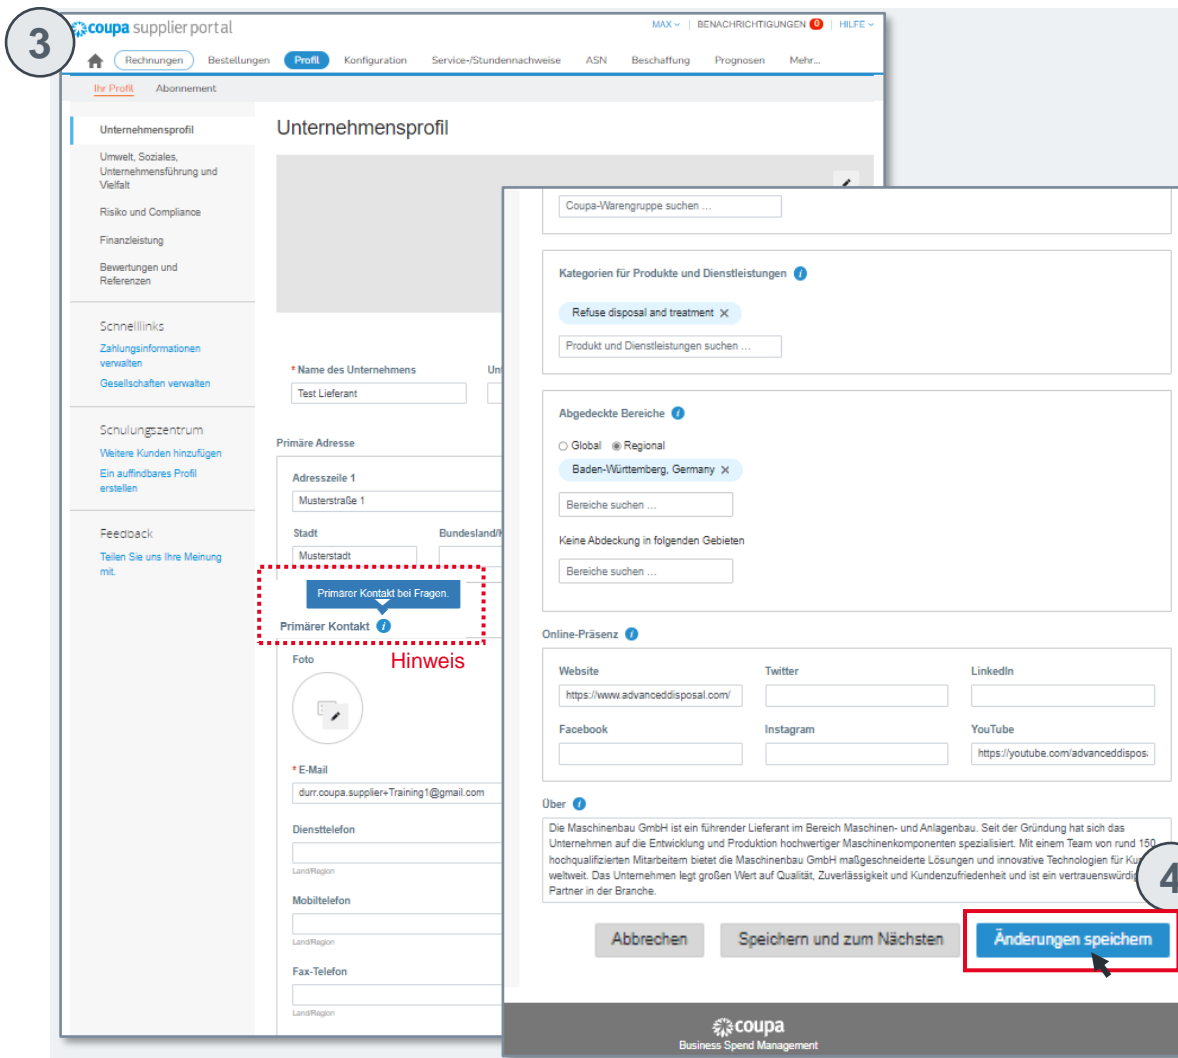 3
coupa supplier portal
MAX
BENACHRICHTIGUNGEN 0
HILFE
Rechnungen
Bestellungen
Profil
Konfiguration
Service-/Stundennachweise
ASN
Beschaffung
Prognosen
Mehr...
Ihr Profil
Abonnement
Unternehmensprofil
Umwelt, Soziales,
Unternehmensführung und
Vielfalt
Risiko und Compliance
Finanzleistung
Bewertungen und
Referenzen
Schnelllinks
Zahlungsinformationen
verwalten
Gesellschaften verwalten
Schulungszentrum
Weitere Kunden hinzufügen
Ein auffindbares Profil
erstellen
Feedback
Teilen Sie uns Ihre Meinung
mit.
Unternehmensprofil
* Name des Unternehmens
Unt
Test Lieferant
Primäre Adresse
Adresszeile 1
Musterstraße 1
Stadt
Bundesland/
Musterstadt
Primärer Kontakt bei Fragen.
Primärer Kontakt
Hinweis
Foto
* E-Mail
durr.coupa.supplier+Training1@gmail.com
Diensttelefon
Land/Region
Mobiltelefon
Land/Region
Fax-Telefon
Land/Region
Coupa-Warengruppe suchen ...
Kategorien für Produkte und Dienstleistungen
Refuse disposal and treatment
Produkt und Dienstleistungen suchen ...
Abgedeckte Bereiche
Global
Regional
Baden-Württemberg, Germany
Bereiche suchen ...
Keine Abdeckung in folgenden Gebieten
Bereiche suchen ...
Online-Präsenz
Website
Twitter
LinkedIn
https://www.advanceddisposal.com/
Facebook
Instagram
YouTube
https://youtube.com/advanceddispos
Über
Die Maschinenbau GmbH ist ein führender Lieferant im Bereich Maschinen- und Anlagenbau. Seit der Gründung hat sich das
Unternehmen auf die Entwicklung und Produktion hochwertiger Maschinenkomponenten spezialisiert. Mit einem Team von rund 150
hochqualifizierten Mitarbeitern bietet die Maschinenbau GmbH maßgeschneiderte Lösungen und innovative Technologien für Ku
weltweit. Das Unternehmen legt großen Wert auf Qualität, Zuverlässigkeit und Kundenzufriedenheit und ist ein vertrauenswürdig
Partner in der Branche.
4
Abbrechen
Speichern und zum Nächsten
Änderungen speichern
coupa
Business Spend Management